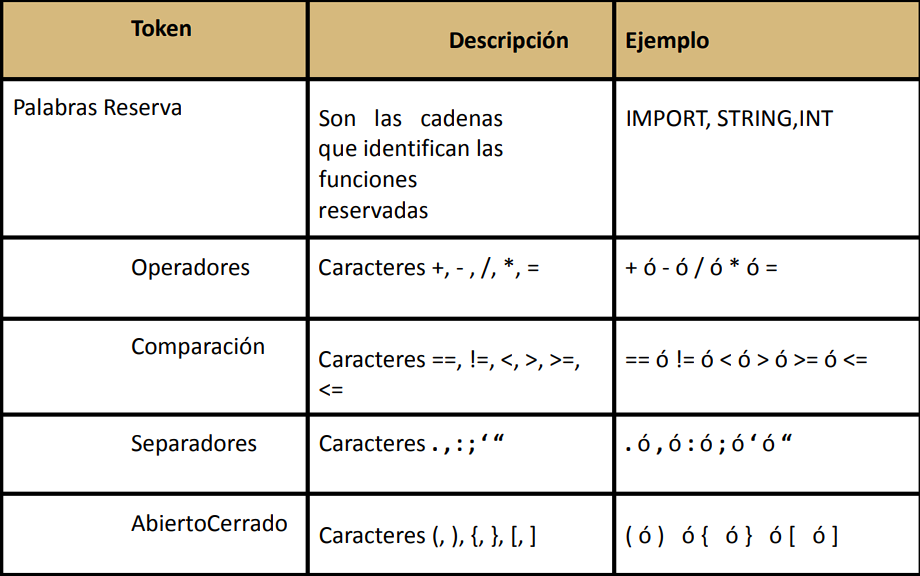 Token
Descripción
Ejemplo
Palabras Reserva
Son las cadenas
que identifican las
funciones
reservadas
IMPORT, STRING,INT
Operadores
Caracteres +, - , /, *, =
+ ó - ó / ó * ó =
Comparación
Caracteres ==, !=, <, >, >=,
<=
== ó != ó < ó > ó >= ó <=
Separadores
Caracteres . , : ; ‘ “
. ó , ó : ó ; ó ‘ ó “
AbiertoCerrado
Caracteres (, ), {, }, [, ]
( ó ) ó { ó } ó [ ó ]